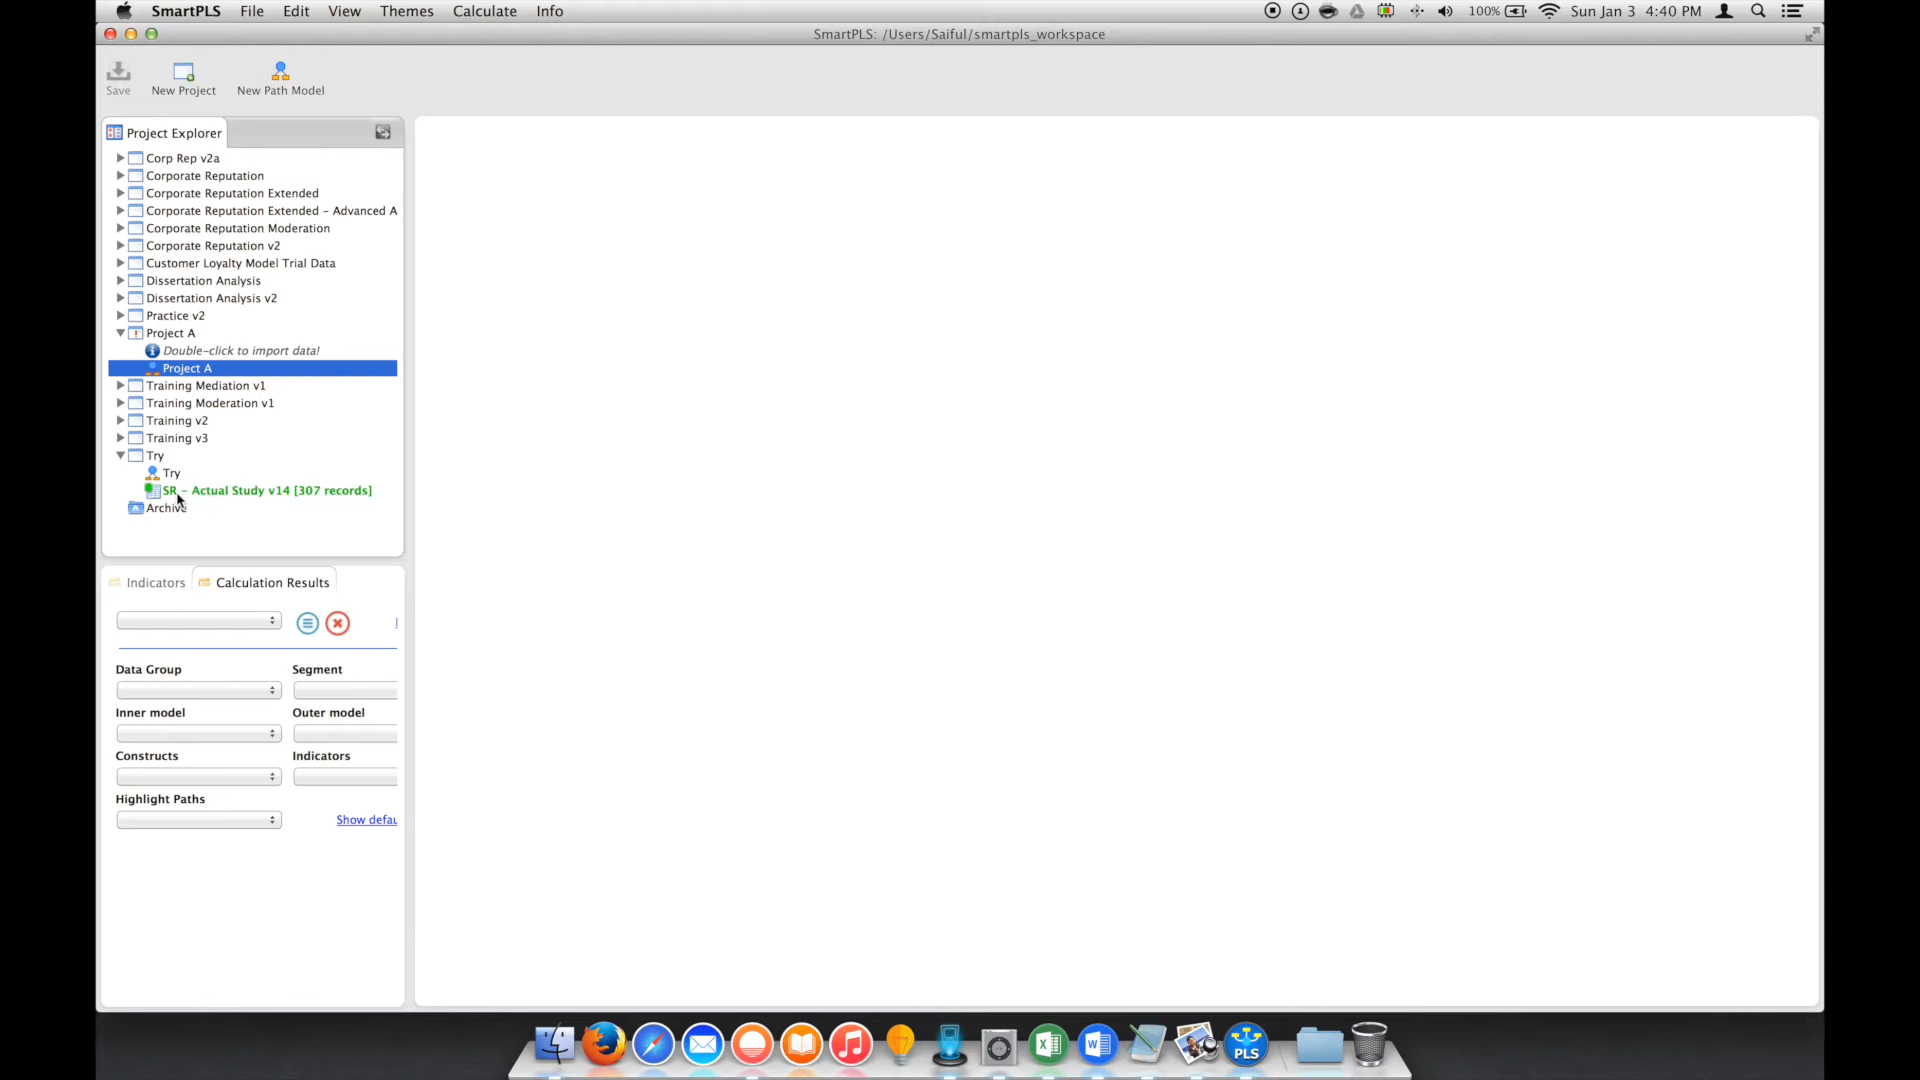 SmartPLS File Edit View Themes Calculate Info 100% Sun Jan 3 4:40 PM
SmartPLS: /Users/Saiful/smartpls_workspace
Save New Project New Path Model
Project Explorer
Corp Rep v2a
Corporate Reputation
Corporate Reputation Extended
Corporate Reputation Extended – Advanced A
Corporate Reputation Moderation
Corporate Reputation v2
Customer Loyalty Model Trial Data
Dissertation Analysis
Dissertation Analysis v2
Practice v2
Project A
Double-click to import data!
Project A
Training Mediation v1
Training Moderation v1
Training v2
Training v3
Try
Try
SR – Actual Study v14 [307 records]
Archive
Indicators Calculation Results
Data Group Segment
Inner model Outer model
Constructs Indicators
Highlight Paths
Show defau
PLS